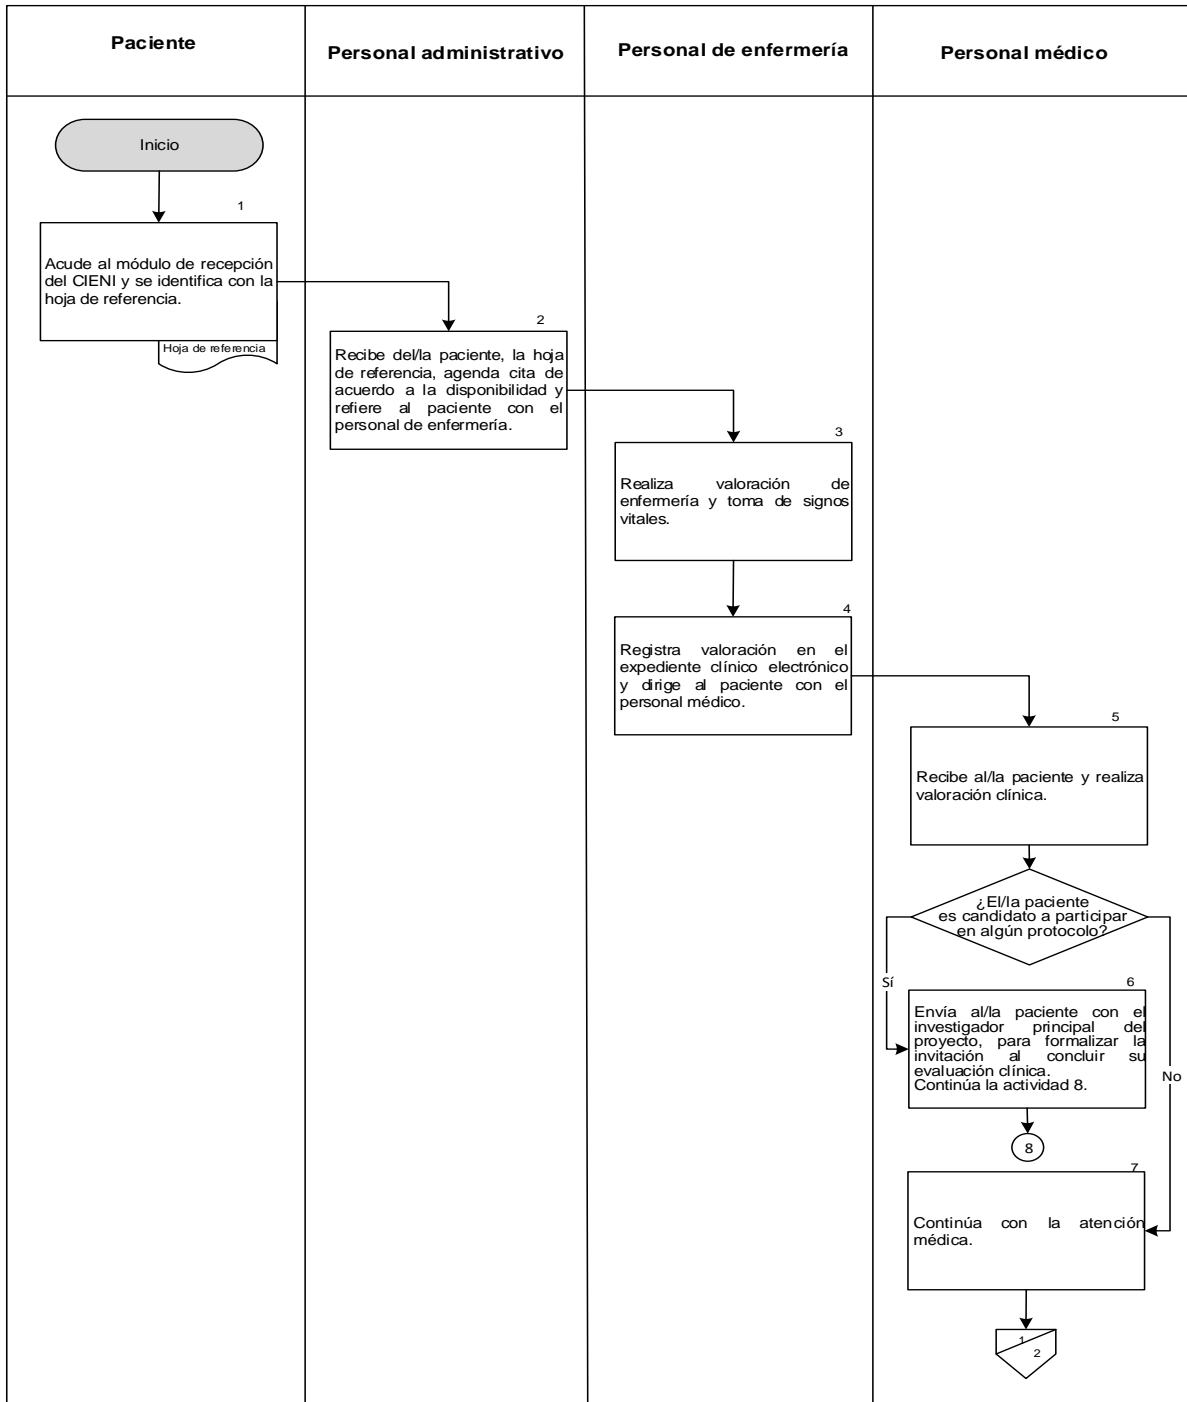 Paciente
Personal administrativo
Personal de enfermería
Personal médico
Inicio
1
Acude al módulo de recepción
del CIENI y se identifica con la
hoja de referencia.
Hoja de referencia
2
Recibe del/la paciente, la hoja
de referencia, agenda cita de
acuerdo a la disponibilidad y
refiere al paciente con el
personal de enfermería.
3
Realiza valoración de
enfermería y toma de signos
vitales.
4
Registra valoración en el
expediente clínico electrónico
y dirige al paciente con el
personal médico.
5
Recibe al/la paciente y realiza
valoración clínica.
¿El/la paciente
es candidato a participar
en algún protocolo?
Sí
No
6
Envía al/la paciente con el
investigador principal del
proyecto, para formalizar la
invitación al concluir su
evaluación clínica.
Continúa la actividad 8.
8
7
Continúa con la atención
médica.
1
2